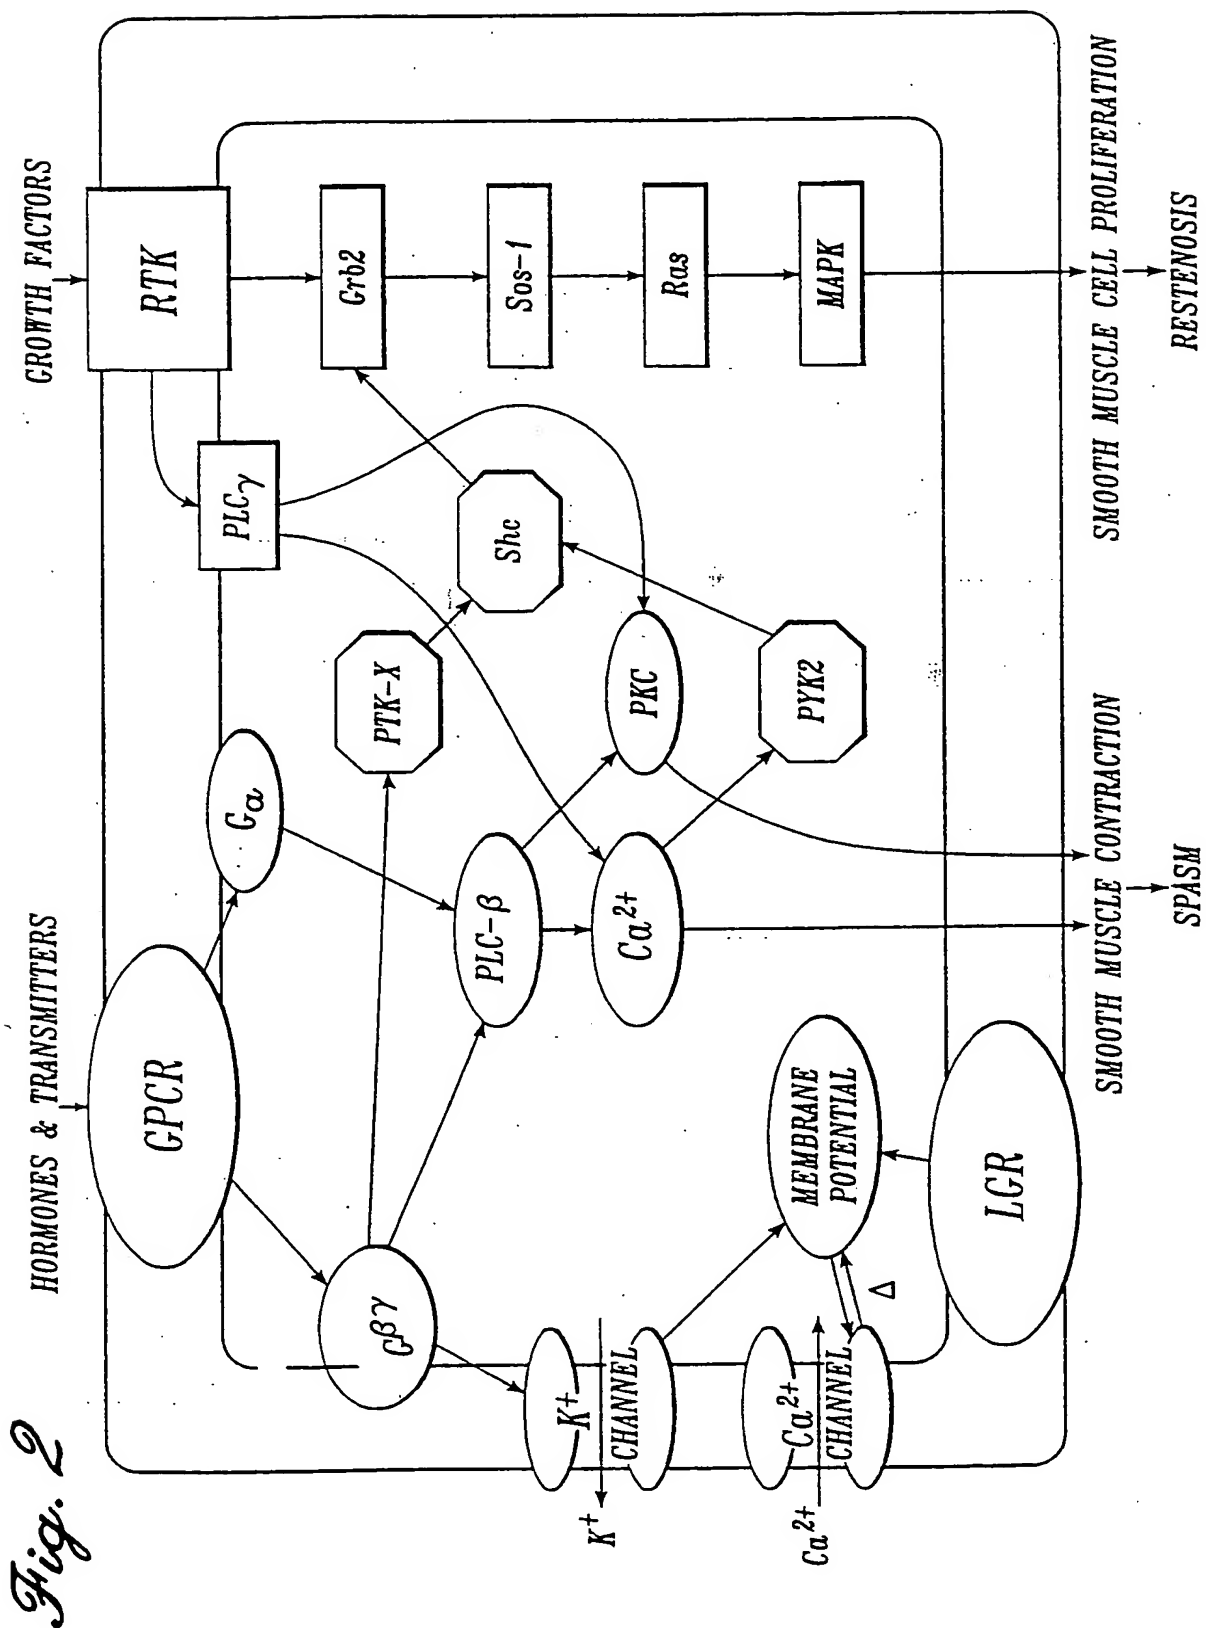 Fig. 2
HORMONES & TRANSMITTERS
GROWTH FACTORS
GPCR
RTK
Gα
PLCγ
Gβγ
PTK-X
Grb2
PLC-β
Shc
Sos-1
K+
CHANNEL
K+
Ca2+
PKC
Ras
MEMBRANE
POTENTIAL
PYK2
MAPK
Ca2+
CHANNEL
Ca2+
Δ
LGR
SMOOTH MUSCLE CONTRACTION
SMOOTH MUSCLE CELL PROLIFERATION
SPASM
RESTENOSIS